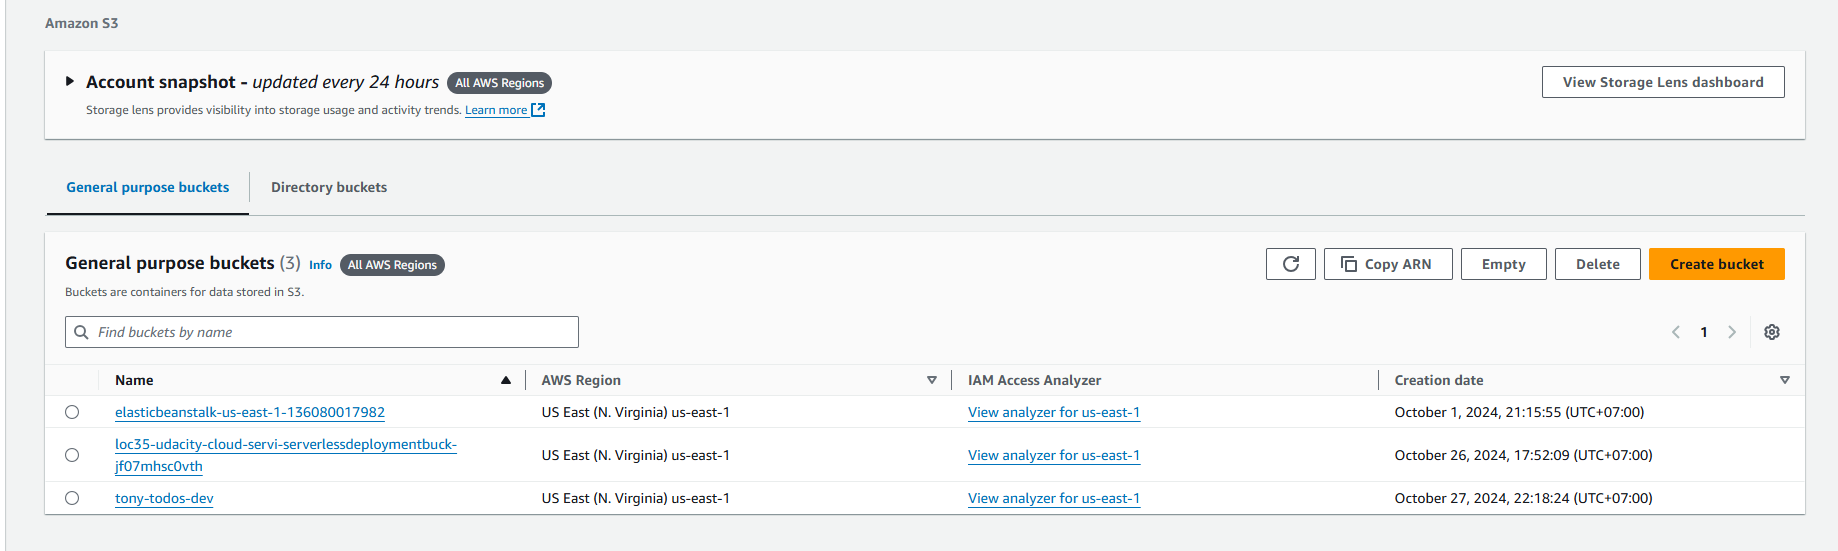 Amazon S3
Account snapshot - updated every 24 hours All AWS Regions
View Storage Lens dashboard
Storage lens provides visibility into storage usage and activity trends. Learn more
General purpose buckets
Directory buckets
General purpose buckets (3) Info All AWS Regions
Copy ARN
Empty
Delete
Create bucket
Buckets are containers for data stored in S3.
Find buckets by name
1
Name
AWS Region
IAM Access Analyzer
Creation date
elasticbeanstalk-us-east-1-136080017982
US East (N. Virginia) us-east-1
View analyzer for us-east-1
October 1, 2024, 21:15:55 (UTC+07:00)
loc35-udacity-cloud-servi-serverlessdeploymentbuck-
jf07mhsc0vth
US East (N. Virginia) us-east-1
View analyzer for us-east-1
October 26, 2024, 17:52:09 (UTC+07:00)
tony-todos-dev
US East (N. Virginia) us-east-1
View analyzer for us-east-1
October 27, 2024, 22:18:24 (UTC+07:00)